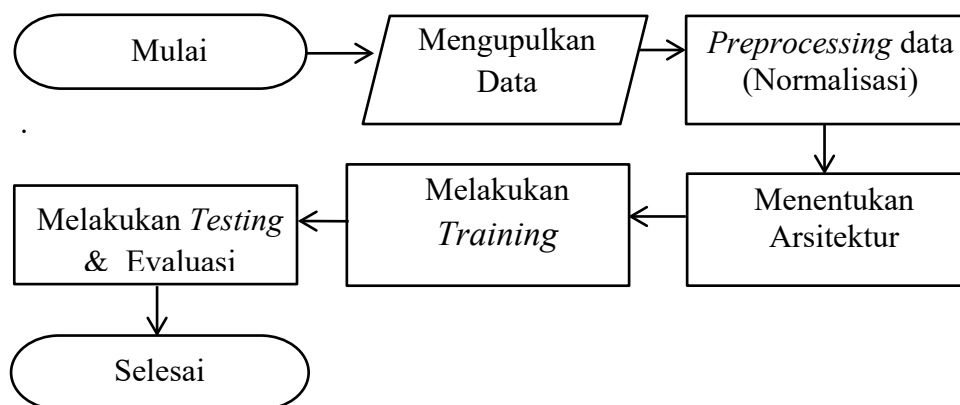 Mulai
Mengupulkan
Data
Preprocessing data
(Normalisasi)
.
Menentukan
Arsitektur
Melakukan
Training
Melakukan Testing
& Evaluasi
Selesai